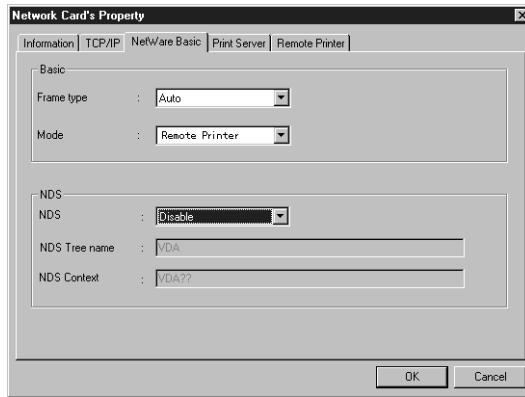 Network Card's Property
Information TCP/IP NetWare Basic Print Server Remote Printer
Basic
Frame type : Auto
Mode : Remote Printer
NDS
NDS : Disable
NDS Tree name : VDA
NDS Context : VDA??
OK Cancel